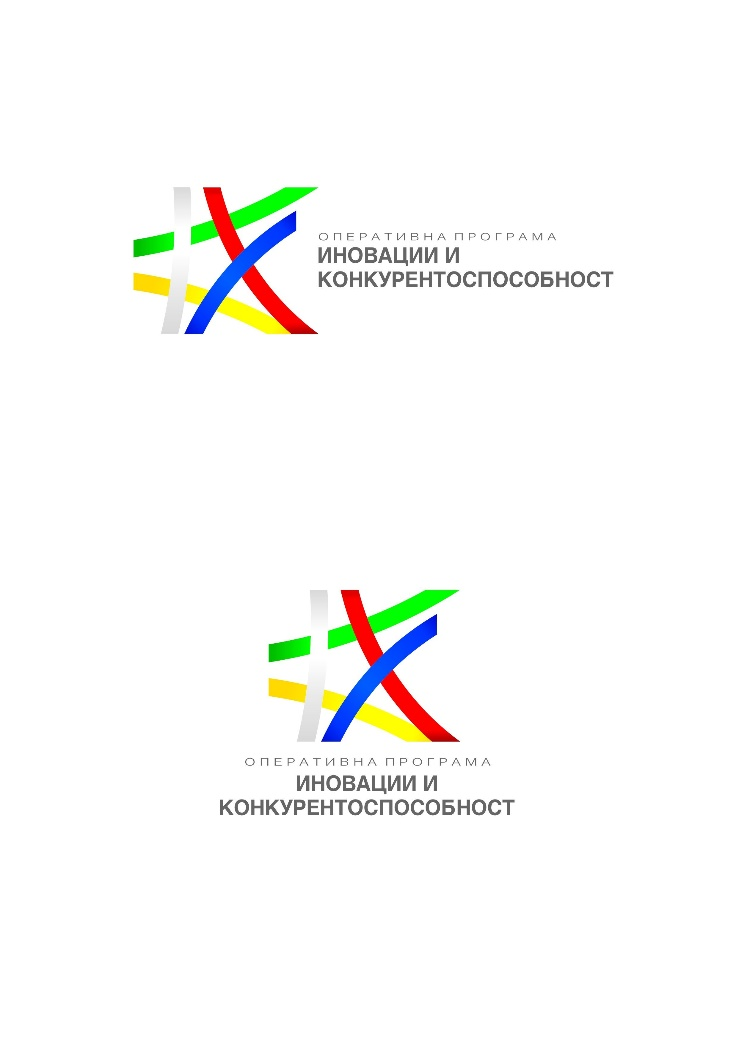 ОПЕРАТИВНА ПРОГРАМА
ИНОВАЦИИ И
КОНКУРЕНТОСПОСОБНОСТ
ОПЕРАТИВНА ПРОГРАМА
ИНОВАЦИИ И
КОНКУРЕНТОСПОСОБНОСТ